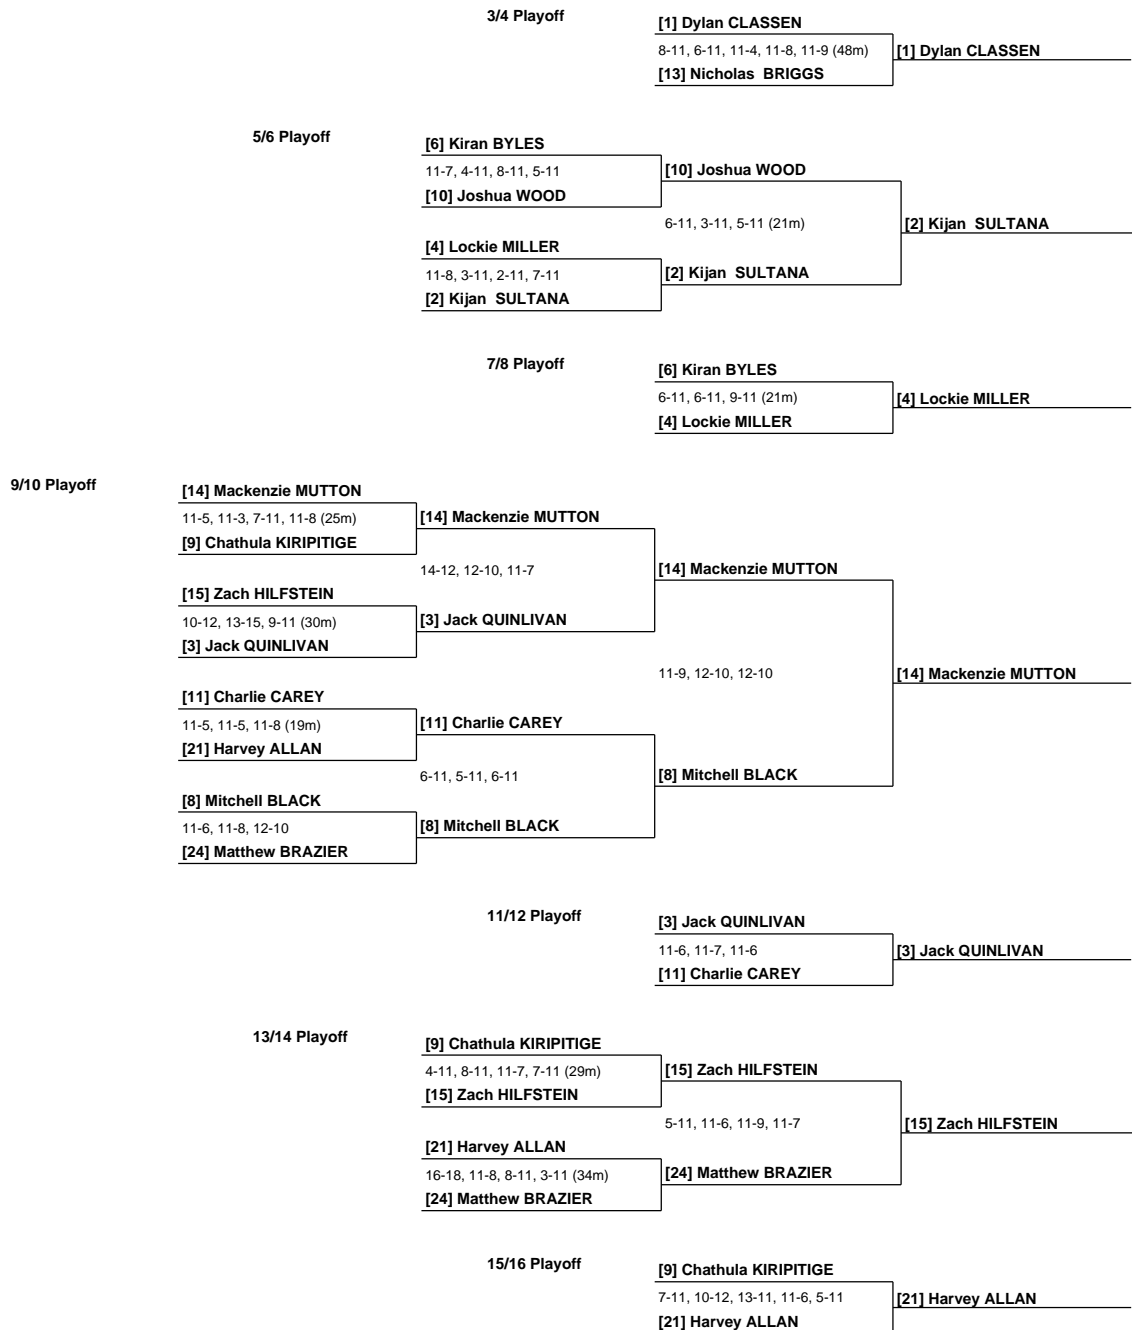 3/4 Playoff
[1] Dylan CLASSEN
8-11, 6-11, 11-4, 11-8, 11-9 (48m)
[1] Dylan CLASSEN
[13] Nicholas  BRIGGS
5/6 Playoff
[6] Kiran BYLES
11-7, 4-11, 8-11, 5-11
[10] Joshua WOOD
[10] Joshua WOOD
6-11, 3-11, 5-11 (21m)
[2] Kijan  SULTANA
[4] Lockie MILLER
11-8, 3-11, 2-11, 7-11
[2] Kijan  SULTANA
[2] Kijan  SULTANA
7/8 Playoff
[6] Kiran BYLES
6-11, 6-11, 9-11 (21m)
[4] Lockie MILLER
[4] Lockie MILLER
9/10 Playoff
[14] Mackenzie MUTTON
11-5, 11-3, 7-11, 11-8 (25m)
[14] Mackenzie MUTTON
[9] Chathula KIRIPITIGE
14-12, 12-10, 11-7
[14] Mackenzie MUTTON
[15] Zach HILFSTEIN
10-12, 13-15, 9-11 (30m)
[3] Jack QUINLIVAN
[3] Jack QUINLIVAN
11-9, 12-10, 12-10
[14] Mackenzie MUTTON
[11] Charlie CAREY
11-5, 11-5, 11-8 (19m)
[11] Charlie CAREY
[21] Harvey ALLAN
6-11, 5-11, 6-11
[8] Mitchell BLACK
[8] Mitchell BLACK
11-6, 11-8, 12-10
[8] Mitchell BLACK
[24] Matthew BRAZIER
11/12 Playoff
[3] Jack QUINLIVAN
11-6, 11-7, 11-6
[3] Jack QUINLIVAN
[11] Charlie CAREY
13/14 Playoff
[9] Chathula KIRIPITIGE
4-11, 8-11, 11-7, 7-11 (29m)
[15] Zach HILFSTEIN
[15] Zach HILFSTEIN
5-11, 11-6, 11-9, 11-7
[15] Zach HILFSTEIN
[21] Harvey ALLAN
16-18, 11-8, 8-11, 3-11 (34m)
[24] Matthew BRAZIER
[24] Matthew BRAZIER
15/16 Playoff
[9] Chathula KIRIPITIGE
7-11, 10-12, 13-11, 11-6, 5-11
[21] Harvey ALLAN
[21] Harvey ALLAN